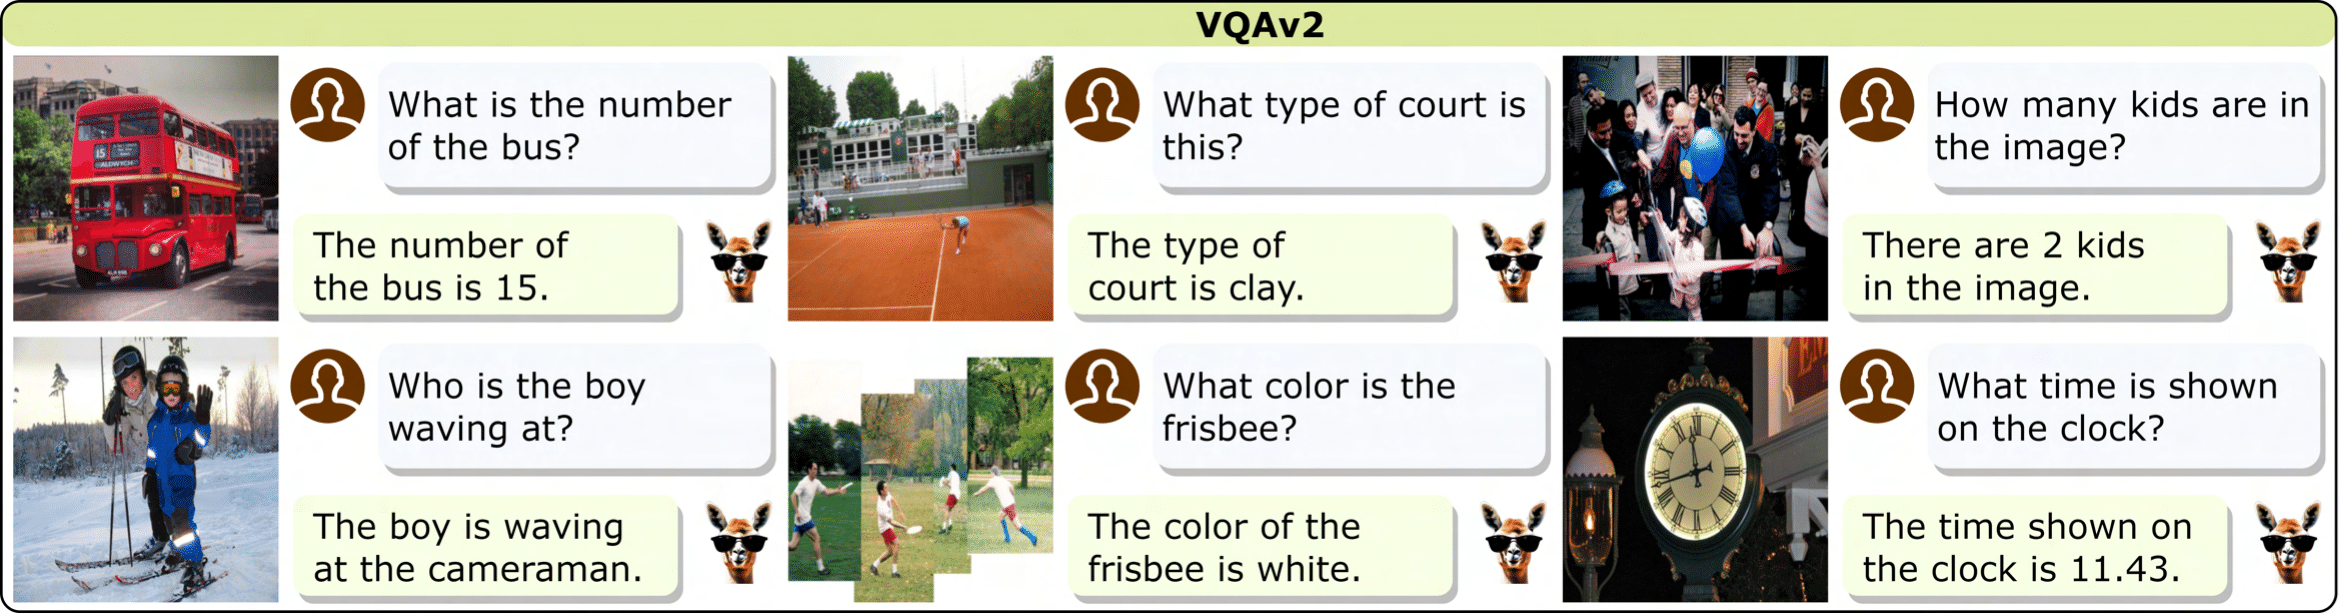 VQAv2
What is the number
of the bus?
The number of
the bus is 15.
What type of court is
this?
The type of
court is clay.
How many kids are in
the image?
There are 2 kids
in the image.
15
ALDWYCH
Who is the boy
waving at?
The boy is waving
at the cameraman.
What color is the
frisbee?
The color of the
frisbee is white.
What time is shown
on the clock?
The time shown on
the clock is 11.43.